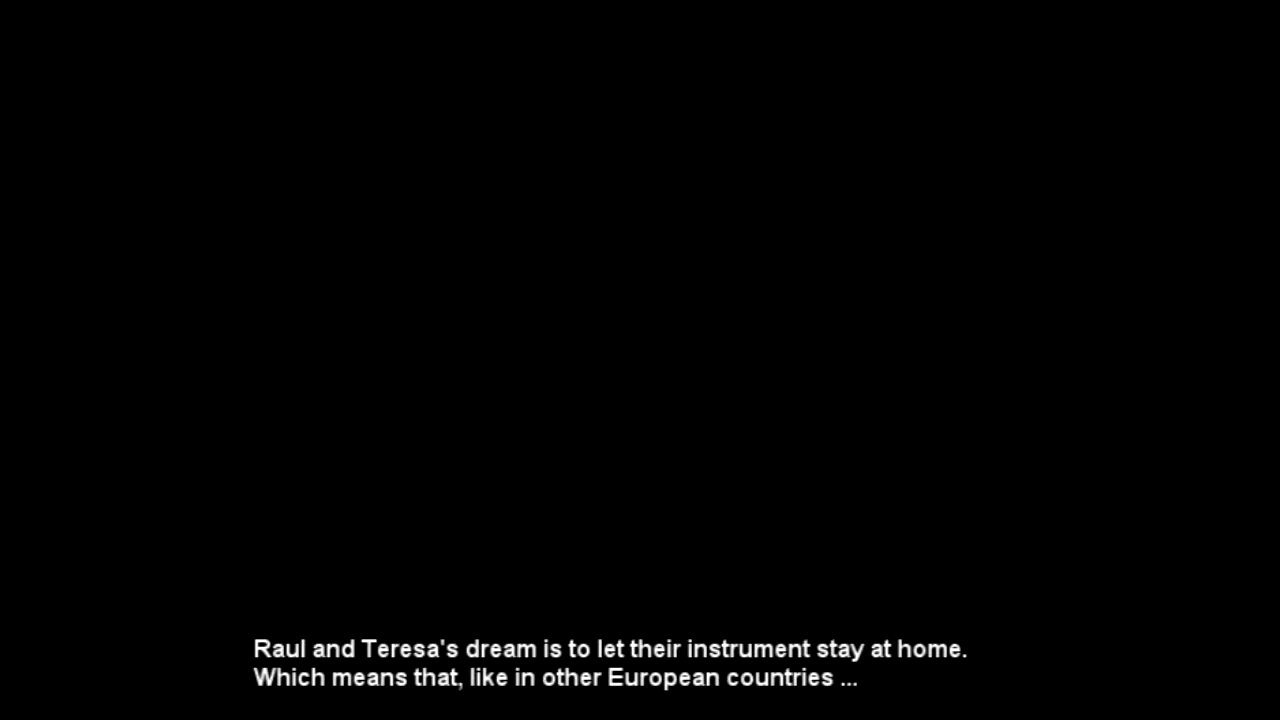 Raul and Teresa's dream is to let their instrument stay at home.
Which means that, like in other European countries ...